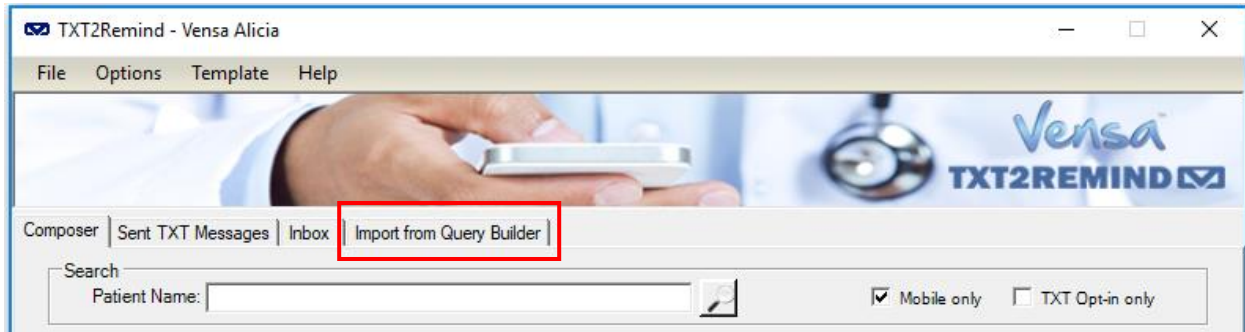 TXT2Remind - Vensa Alicia
File Options Template Help
Vensa
TXT2REMIND
Composer Sent TXT Messages Inbox Import from Query Builder
Search
Patient Name: Mobile only TXT Opt-in only